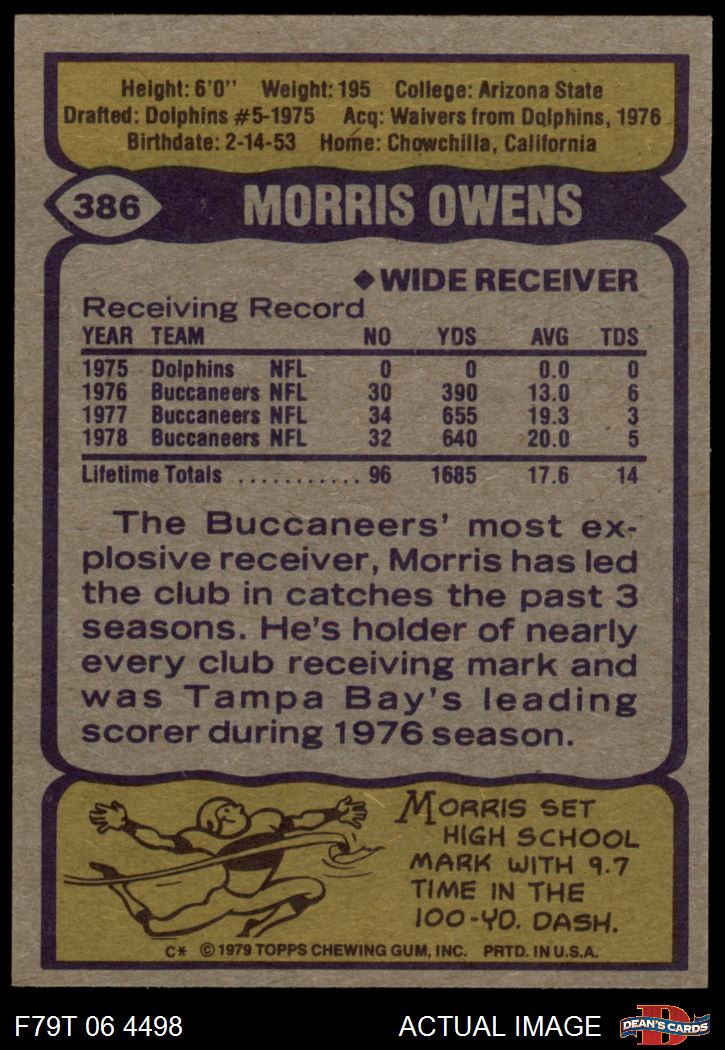 Height: 6'0" Weight: 195 College: Arizona State
Drafted: Dolphins #5-1975 Acq: Waivers from Dolphins, 1976
Birthdate: 2-14-53 Home: Chowchilla, California
386 MORRIS OWENS
◆WIDE RECEIVER
Receiving Record
YEAR TEAM NO YDS AVG TDS
1975 Dolphins NFL 0 0 0.0 0
1976 Buccaneers NFL 30 390 13.0 6
1977 Buccaneers NFL 34 655 19.3 3
1978 Buccaneers NFL 32 640 20.0 5
Lifetime Totals ........... 96 1685 17.6 14
The Buccaneers' most ex-
plosive receiver, Morris has led
the club in catches the past 3
seasons. He's holder of nearly
every club receiving mark and
was Tampa Bay's leading
scorer during 1976 season.
MORRIS SET
HIGH SCHOOL
MARK WITH 9.7
TIME IN THE
100-YD. DASH.
C* © 1979 TOPPS CHEWING GUM, INC. PRTD. IN U.S.A.
F79T 06 4498 ACTUAL IMAGE D DEAN'S CARDS